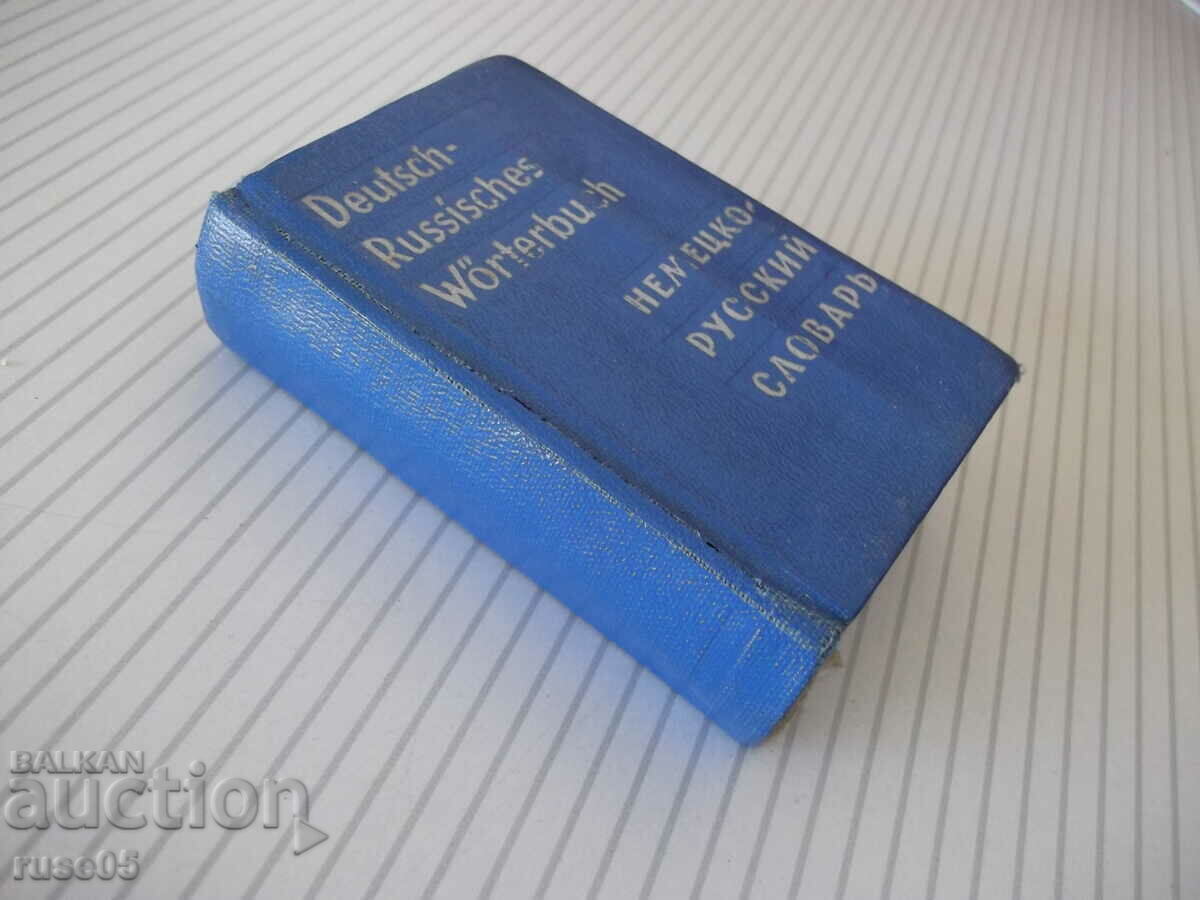 Deutsch-
Russisches
Wörterbuch
НЕМЕЦКО-
РУССКИЙ
СЛОВАРЬ
BALKAN
auction
ruse05